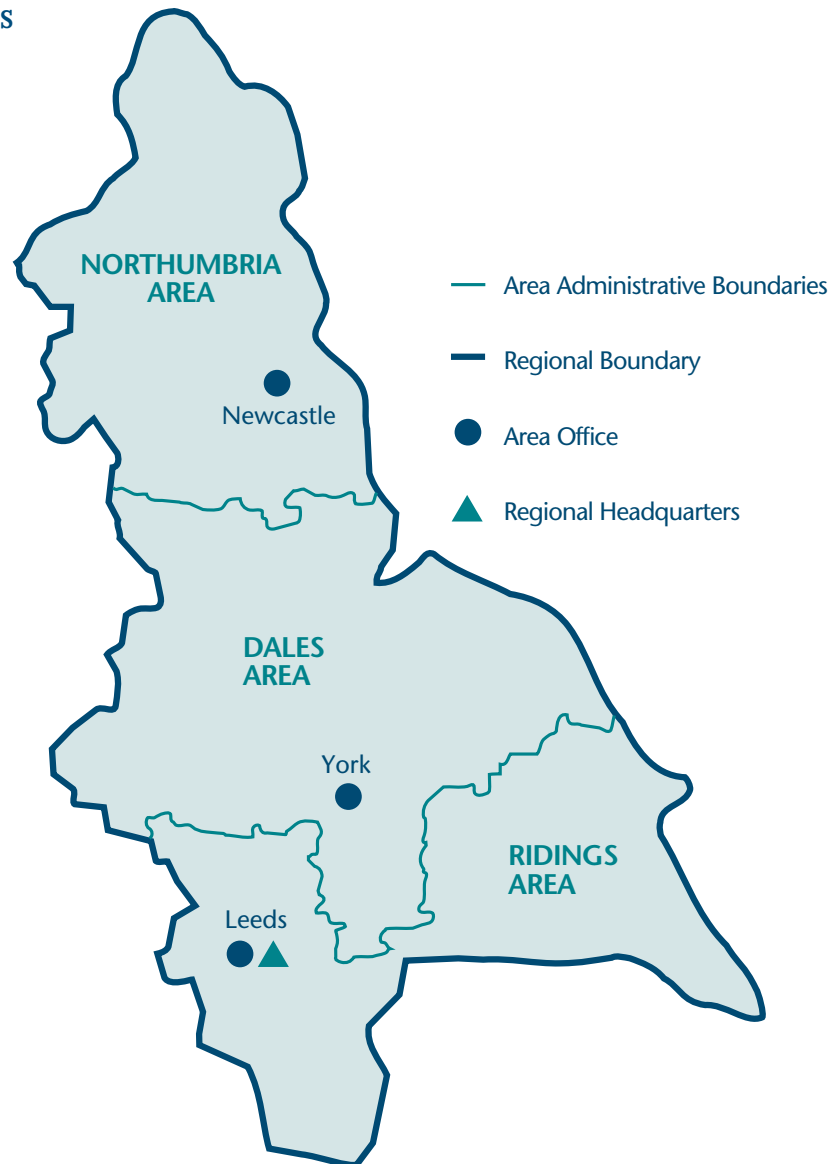 s
NORTHUMBRIA
AREA
Area Administrative Boundaries
Regional Boundary
Newcastle
Area Office
Regional Headquarters
DALES
AREA
York
RIDINGS
AREA
Leeds